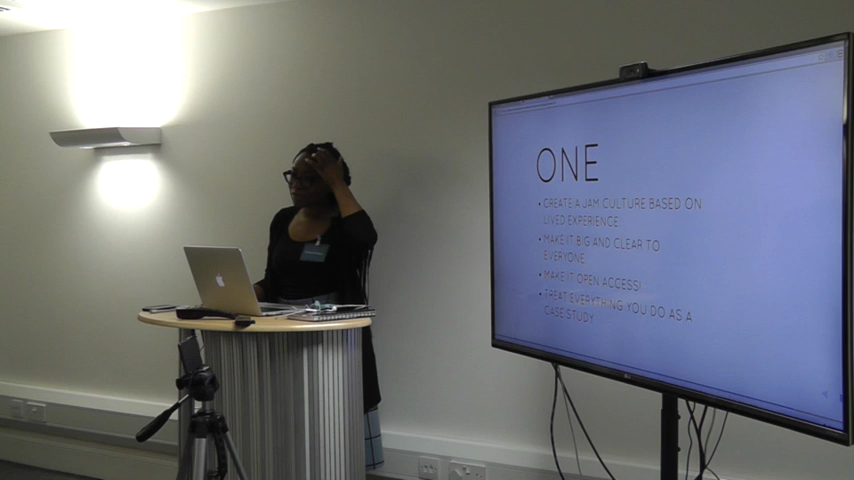 ONE
• CREATE A JAM CULTURE BASED ON
LIVED EXPERIENCE.
• MAKE IT BIG AND CLEAR TO
EVERYONE
• MAKE IT OPEN ACCESS!
• TREAT EVERYTHING YOU DO AS A
CASE STUDY